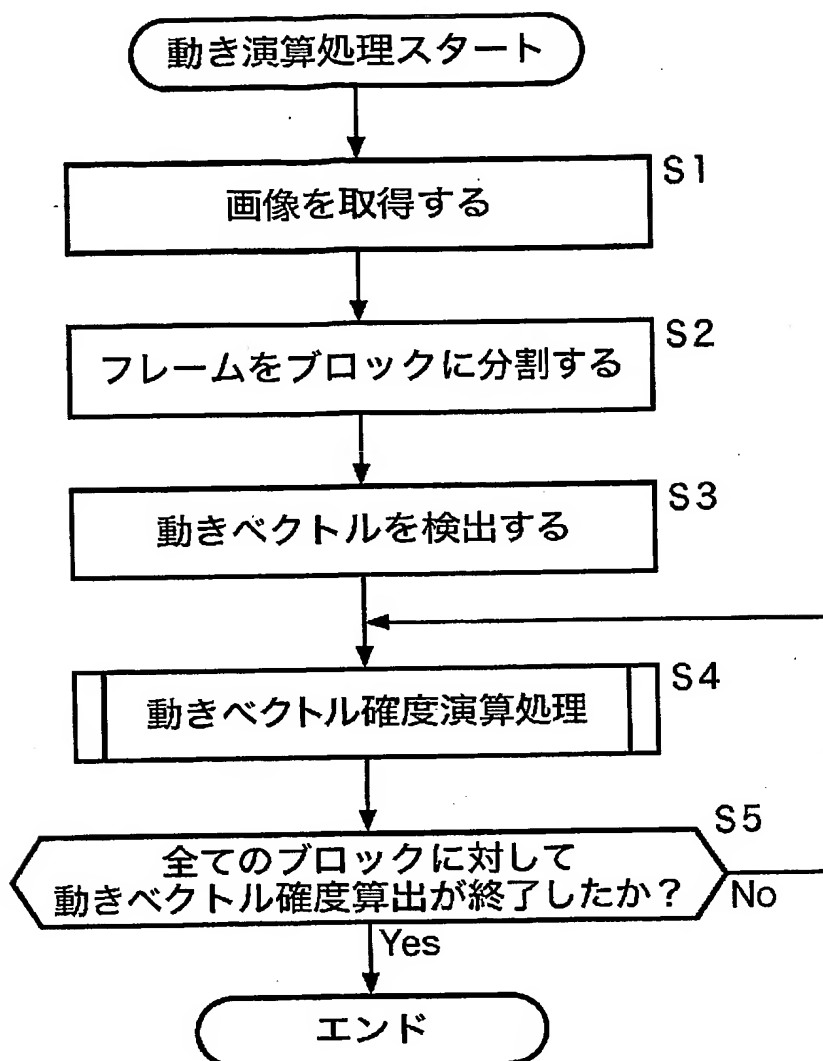 動き演算処理スタート
S1
画像を取得する
S2
フレームをブロックに分割する
S3
動きベクトルを検出する
S4
動きベクトル確度演算処理
S5
全てのブロックに対して
動きベクトル確度算出が終了したか？
No
Yes
エンド